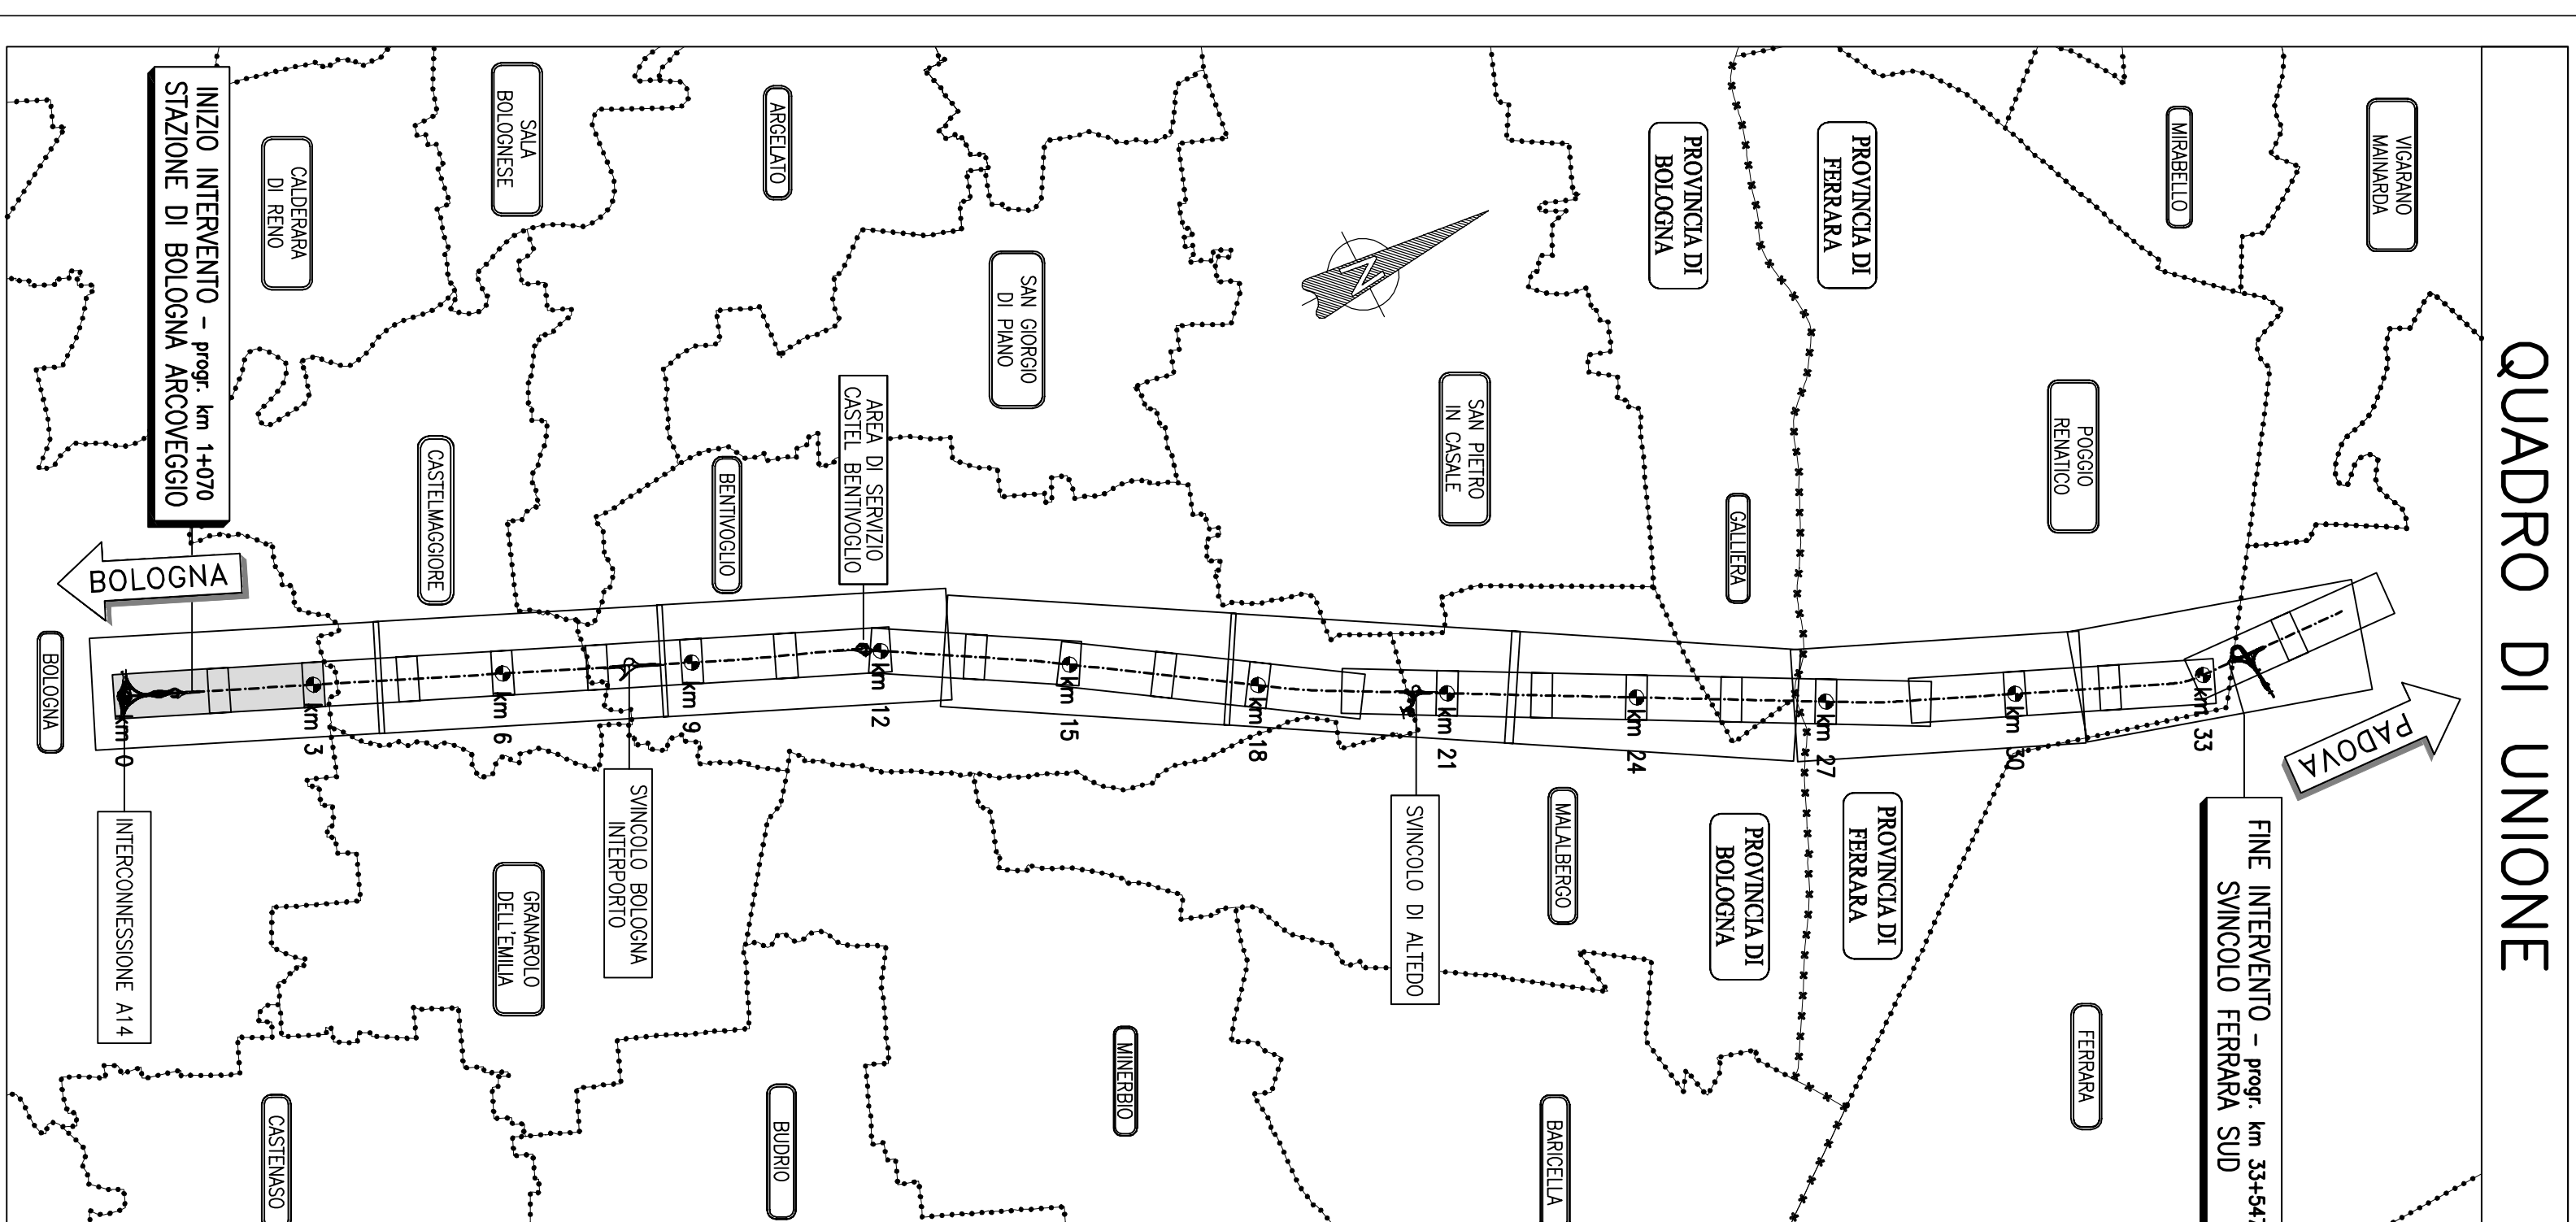 QUADRO DI UNIONE
VIGARANO
MAINARDA
MIRABELLO
PROVINCIA DI
FERRARA
PROVINCIA DI
BOLOGNA
ARGELATO
SALA
BOLOGNESE
CALDERARA
DI RENO
INIZIO INTERVENTO - progr. km 1+070
STAZIONE DI BOLOGNA ARCOVEGGIO
SAN GIORGIO
DI PIANO
N
POGGIO
RENATICO
SAN PIETRO
IN CASALE
GALLIERA
AREA DI SERVIZIO
CASTEL BENTIVOGLIO
BENTIVOGLIO
CASTELMAGGIORE
BOLOGNA
PADOVA
BOLOGNA
km 0
km 3
km 6
km 9
km 12
km 15
km 18
km 21
km 24
km 27
km 30
km 33
FINE INTERVENTO - progr. km 33+547
SVINCOLO FERRARA SUD
PROVINCIA DI
FERRARA
PROVINCIA DI
BOLOGNA
MALALBERGO
SVINCOLO DI ALTEDO
SVINCOLO BOLOGNA
INTERPORTO
INTERCONNESSIONE A14
GRANAROLO
DELL'EMILIA
FERRARA
MINERBIO
BARICELLA
BUDRIO
CASTENASO